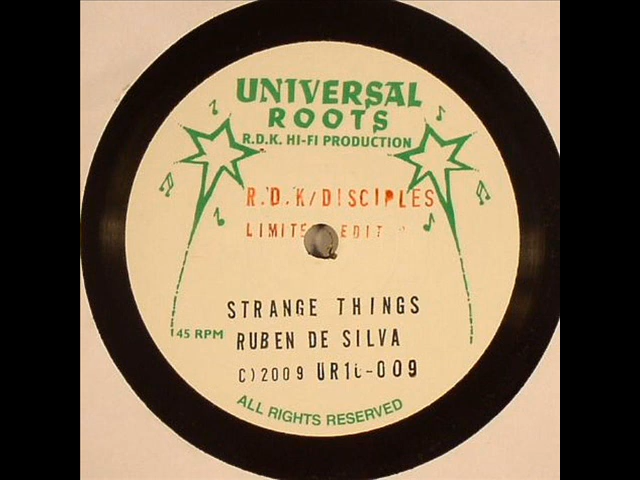 UNIVERSAL
ROOTS
R.D.K. HI-FI PRODUCTION
R.D.K/DISCIPLES
STRANGE THINGS
45 RPM
RUBEN DE SILVA
C)2009
ALL RIGHTS RESERVED